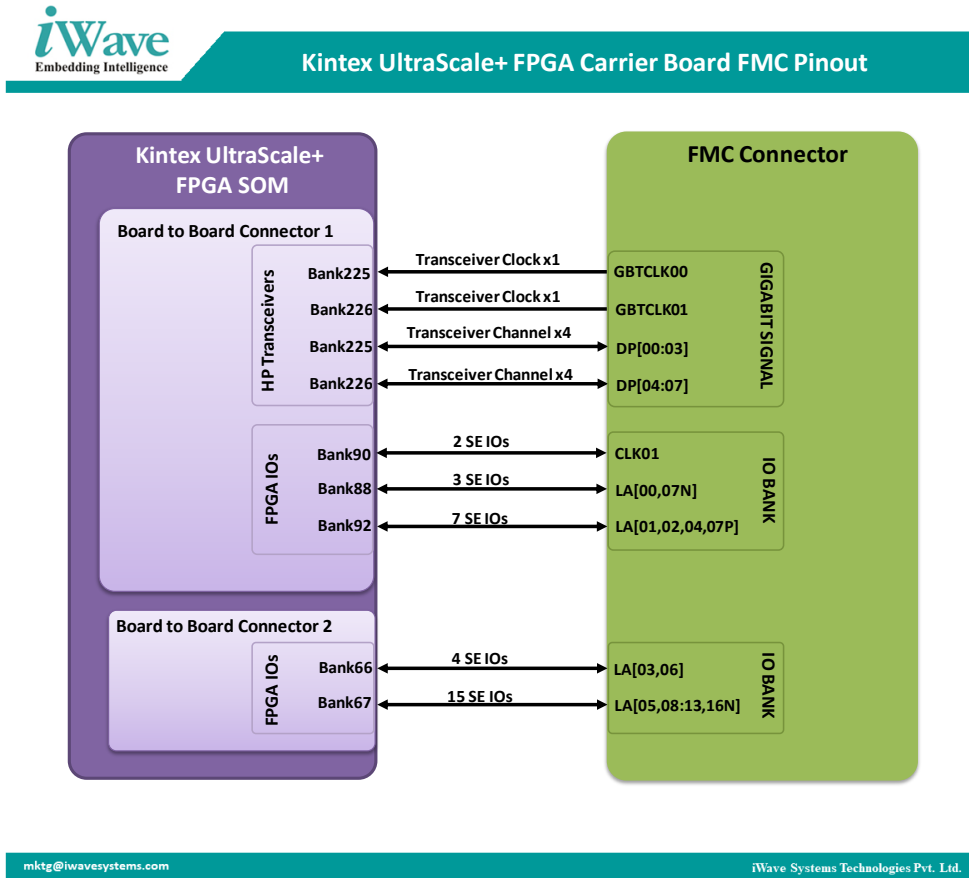 iWave
Embedding Intelligence
Kintex UltraScale+ FPGA Carrier Board FMC Pinout
Kintex UltraScale+
FPGA SOM
FMC Connector
Board to Board Connector 1
HP Transceivers
Bank225
Transceiver Clock x1
GBTCLK00
Bank226
Transceiver Clock x1
GBTCLK01
Bank225
Transceiver Channel x4
DP[00:03]
Bank226
Transceiver Channel x4
DP[04:07]
GIGABIT SIGNAL
FPGA IOs
Bank90
2 SE IOs
CLK01
Bank88
3 SE IOs
LA[00,07N]
Bank92
7 SE IOs
LA[01,02,04,07P]
IO BANK
Board to Board Connector 2
FPGA IOs
Bank66
4 SE IOs
LA[03,06]
Bank67
15 SE IOs
LA[05,08:13,16N]
IO BANK
mktg@iwavesystems.com
iWave Systems Technologies Pvt. Ltd.